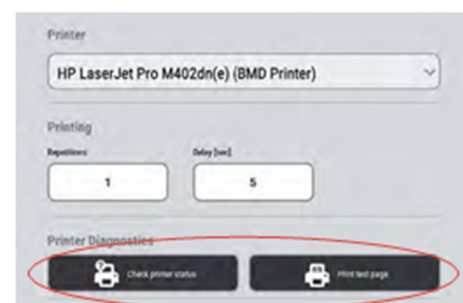 Printer
HP LaserJet Pro M402dn(e) (BMD Printer)
Printing
Repetitions: Delay [sec]:
1 5
Printer Diagnostics
Check printer status Print test page